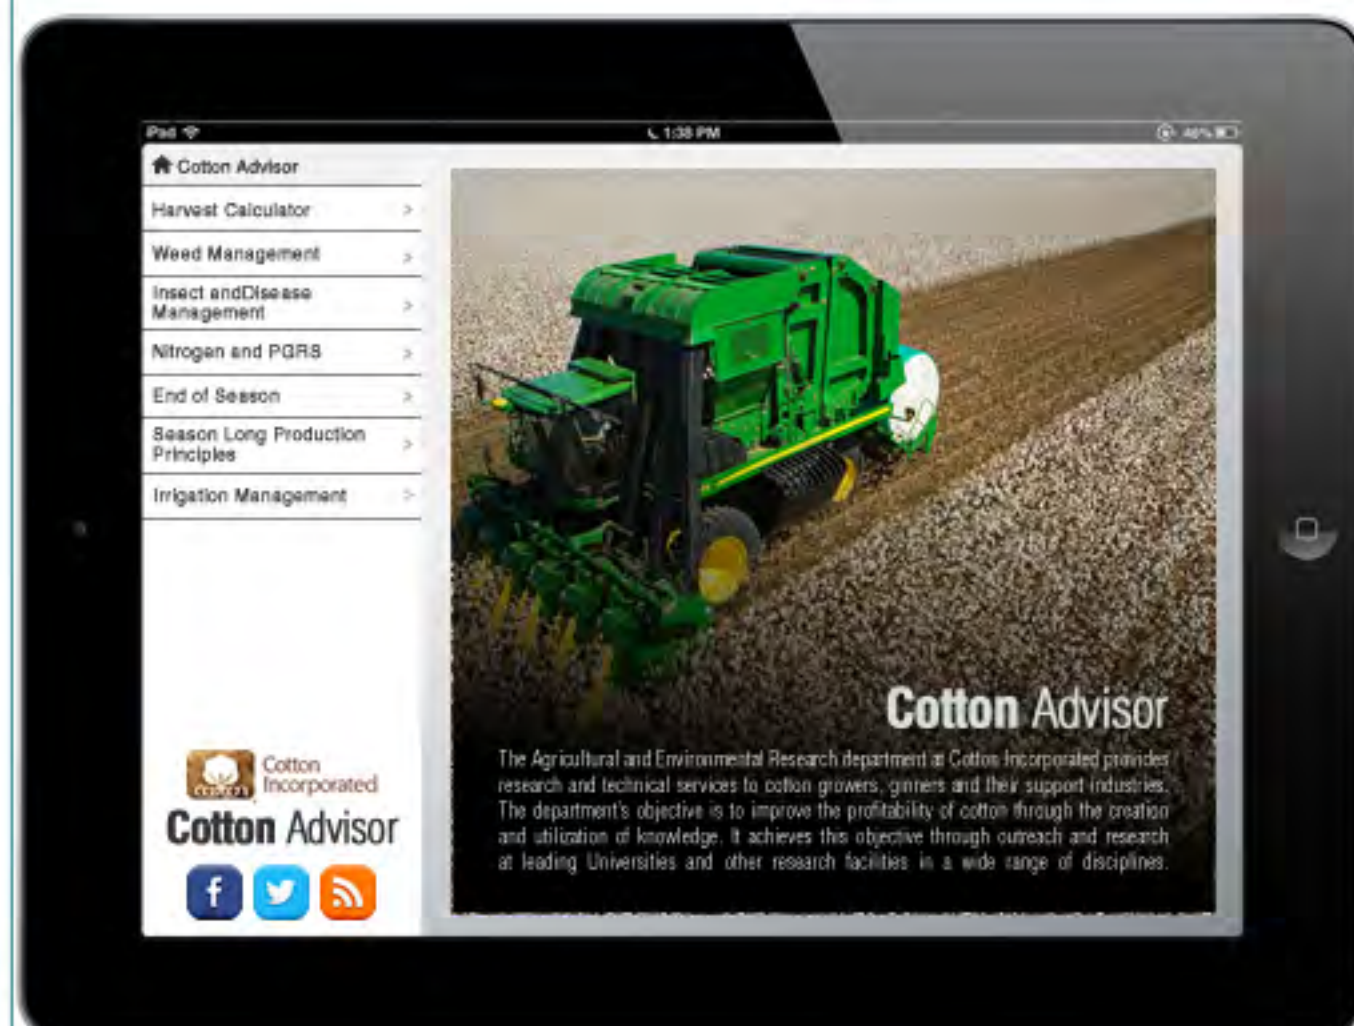 iPad
1:38 PM
46%
Cotton Advisor
Harvest Calculator
Weed Management
Insect andDisease
Management
Nitrogen and PGRS
End of Season
Season Long Production
Principles
Irrigation Management
Cotton
Incorporated
Cotton Advisor
Cotton Advisor
The Agricultural and Environmental Research department at Cotton Incorporated provides
research and technical services to cotton growers, ginners and their support industries.
The department's objective is to improve the profitability of cotton through the creation
and utilization of knowledge. It achieves this objective through outreach and research
at leading Universities and other research facilities in a wide range of disciplines.